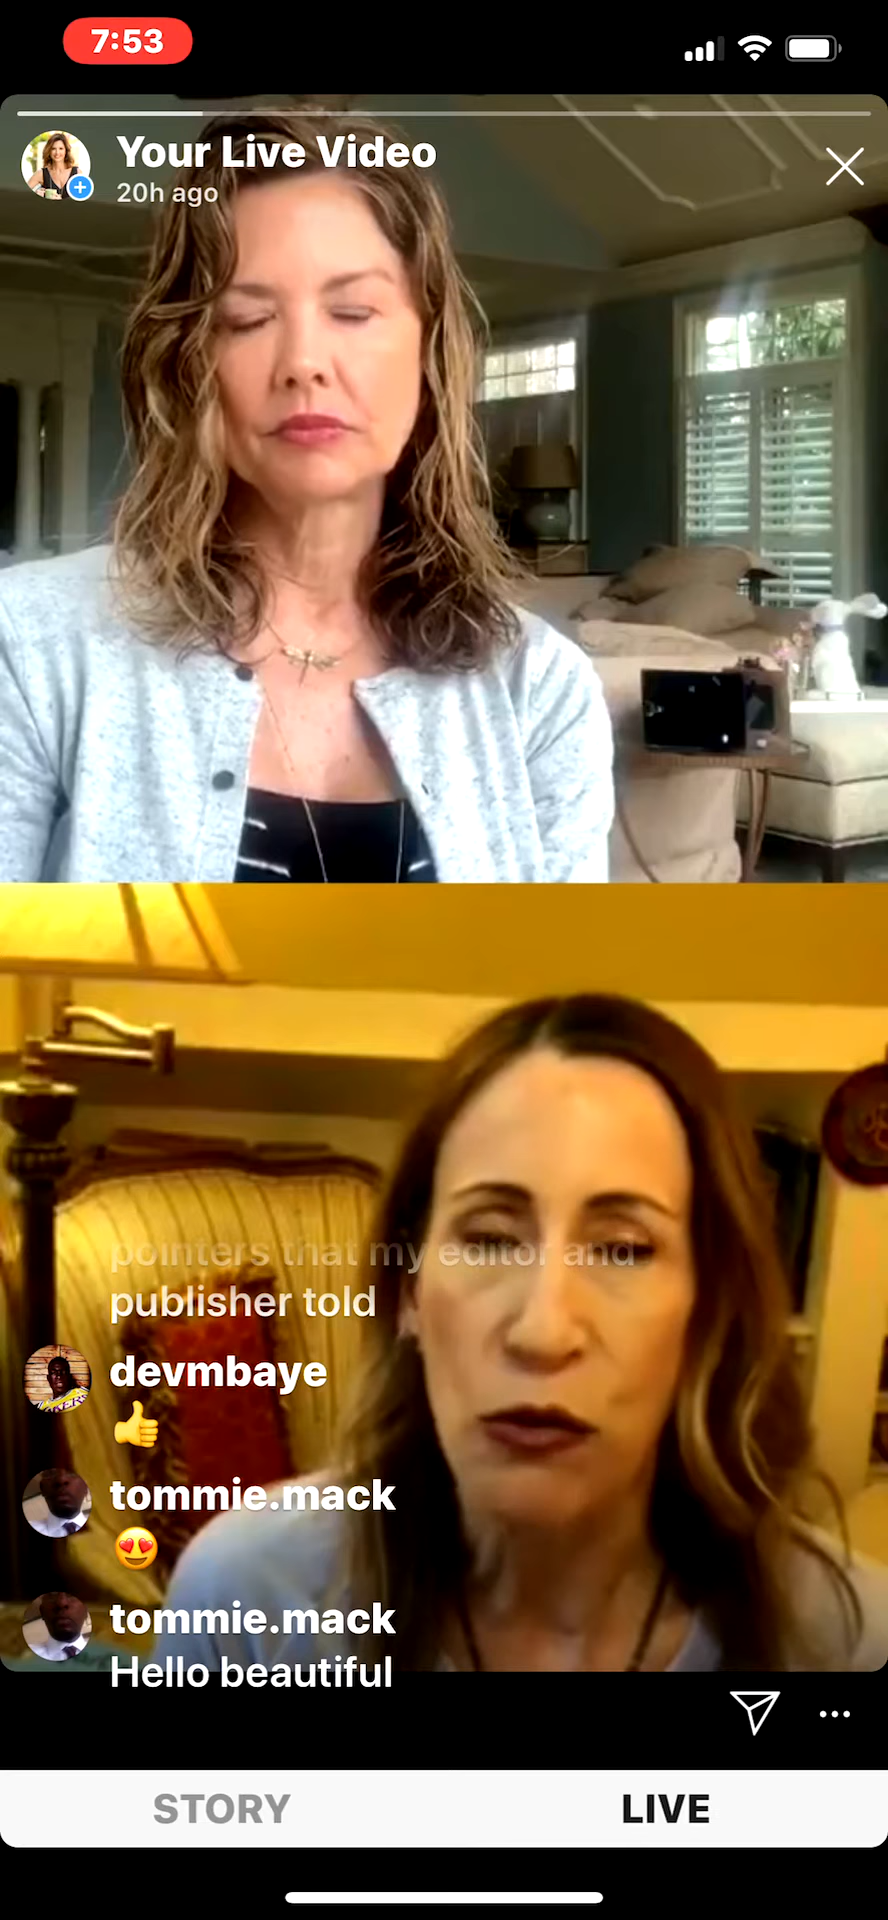 7:53
Your Live Video
20h ago
pointers that my editor and
publisher told
devmbaye
👍
tommie.mack
😍
tommie.mack
Hello beautiful
STORY
LIVE